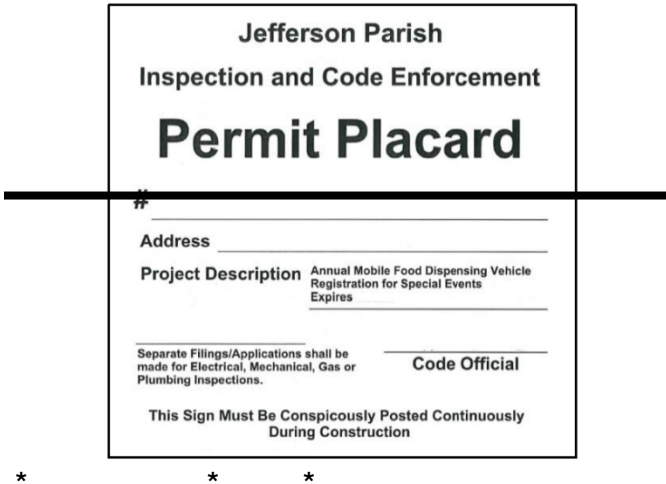 Jefferson Parish
Inspection and Code Enforcement
Permit Placard
#
Address
Project Description Annual Mobile Food Dispensing Vehicle
Registration for Special Events
Expires
Separate Filings/Applications shall be
made for Electrical, Mechanical, Gas or
Plumbing Inspections.
Code Official
This Sign Must Be Conspicously Posted Continuously
During Construction
* * *